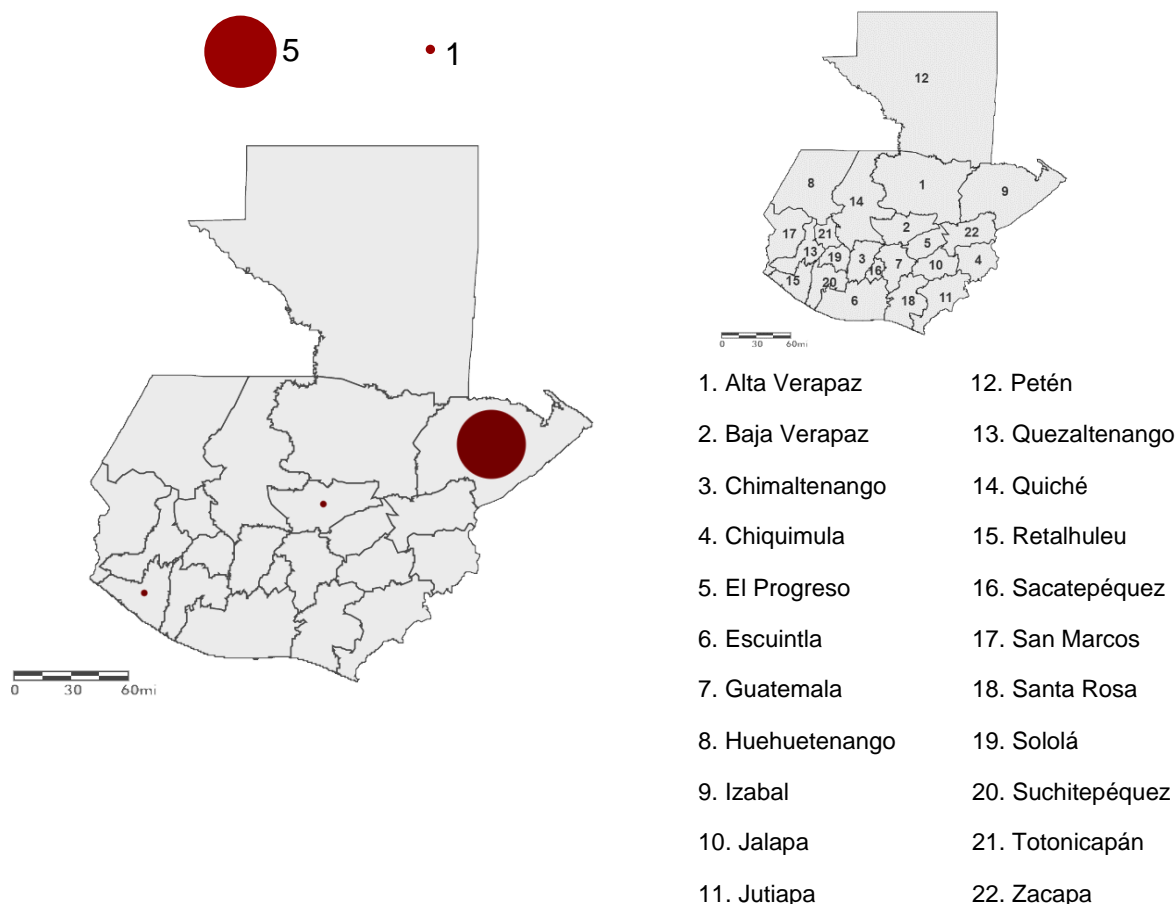 5
1
12
8
1
9
14
2
17
21
22
5
13
19
3
7
10
4
16
15
20
6
18
11
0 30 60mi
0 30 60mi
1. Alta Verapaz
2. Baja Verapaz
3. Chimaltenango
4. Chiquimula
5. El Progreso
6. Escuintla
7. Guatemala
8. Huehuetenango
9. Izabal
10. Jalapa
11. Jutiapa
12. Petén
13. Quezaltenango
14. Quiché
15. Retalhuleu
16. Sacatepéquez
17. San Marcos
18. Santa Rosa
19. Sololá
20. Suchitepéquez
21. Totonicapán
22. Zacapa